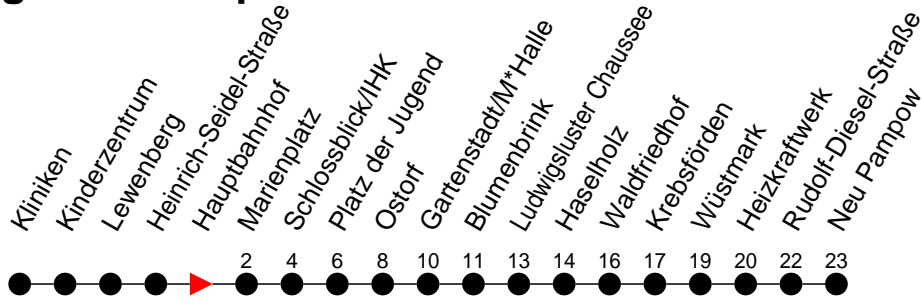 Kliniken
Kinderzentrum
Lewenberg
Heinrich-Seidel-Straße
Hauptbahnhof
Marienplatz
Schlossblick/IHK
Platz der Jugend
Ostorf
Gartenstadt/M*Halle
Blumenbrink
Ludwigsluster Chaussee
Haselholz
Waldfriedhof
Krebsförden
Wüstmark
Heizkraftwerk
Rudolf-Diesel-Straße
Neu Pampow
2 4 6 8 10 11 13 14 16 17 19 20 22 23